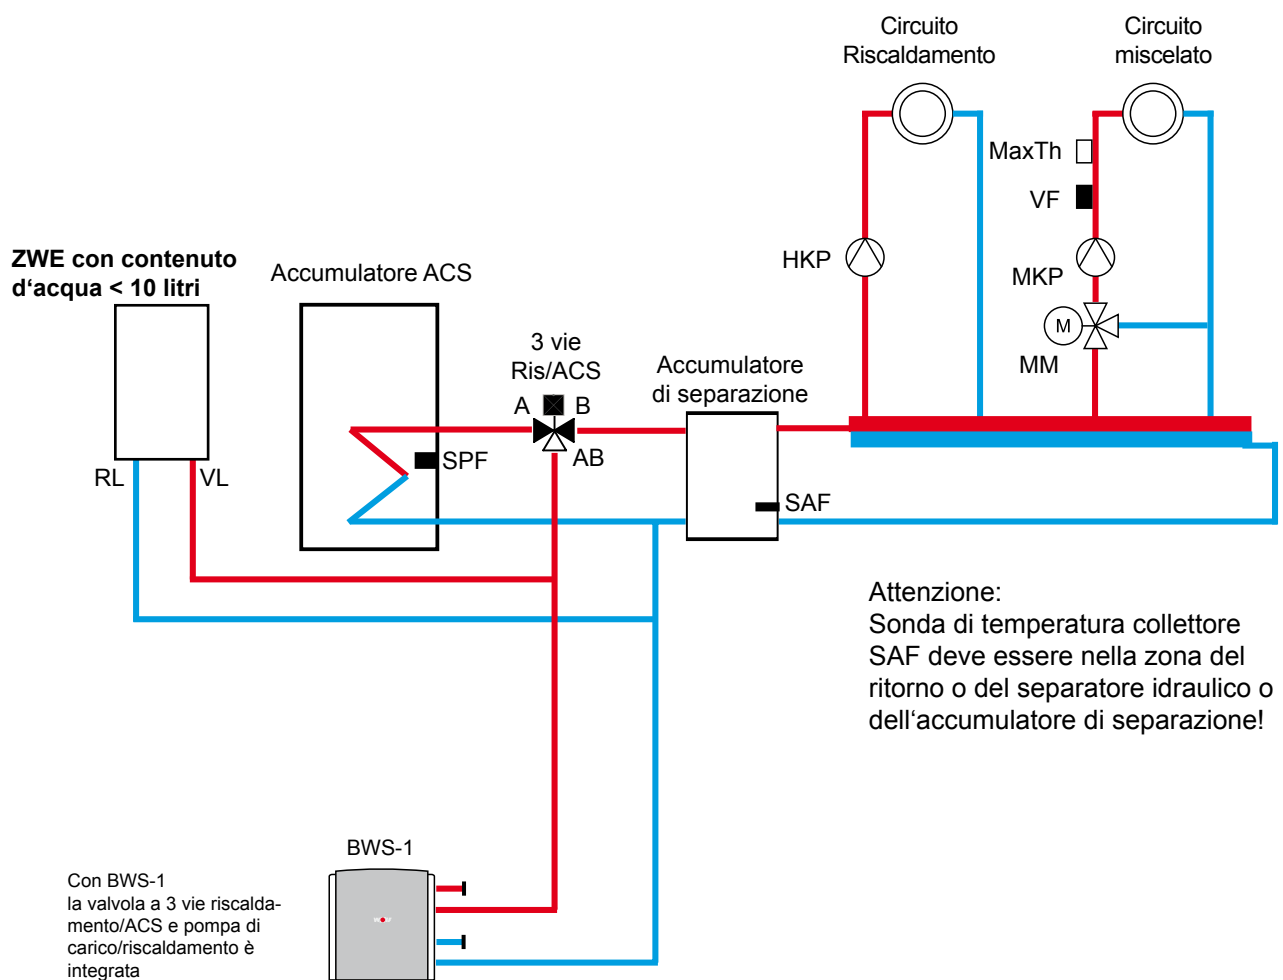 Circuito
Riscaldamento
Circuito
miscelato
MaxTh
VF
HKP
MKP
M
MM
ZWE con contenuto
d‘acqua < 10 litri
Accumulatore ACS
3 vie
Ris/ACS
A
B
AB
Accumulatore
di separazione
RL
VL
SPF
SAF
Attenzione:
Sonda di temperatura collettore
SAF deve essere nella zona del
ritorno o del separatore idraulico o
dell‘accumulatore di separazione!
BWS-1
Con BWS-1
la valvola a 3 vie riscalda-
mento/ACS e pompa di
carico/riscaldamento è
integrata